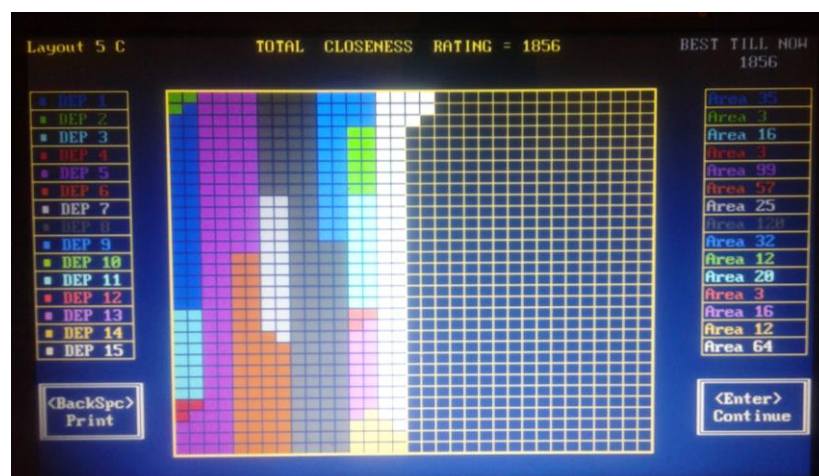 Layout 5 C
TOTAL CLOSENESS RATING = 1856
BEST TILL NOW
1856
DEP 1
DEP 2
DEP 3
DEP 4
DEP 5
DEP 6
DEP 7
DEP 8
DEP 9
DEP 10
DEP 11
DEP 12
DEP 13
DEP 14
DEP 15
Area 35
Area 3
Area 16
Area 3
Area 99
Area 57
Area 25
Area 120
Area 32
Area 12
Area 20
Area 3
Area 16
Area 12
Area 64
<BackSpc>
Print
<Enter>
Continue